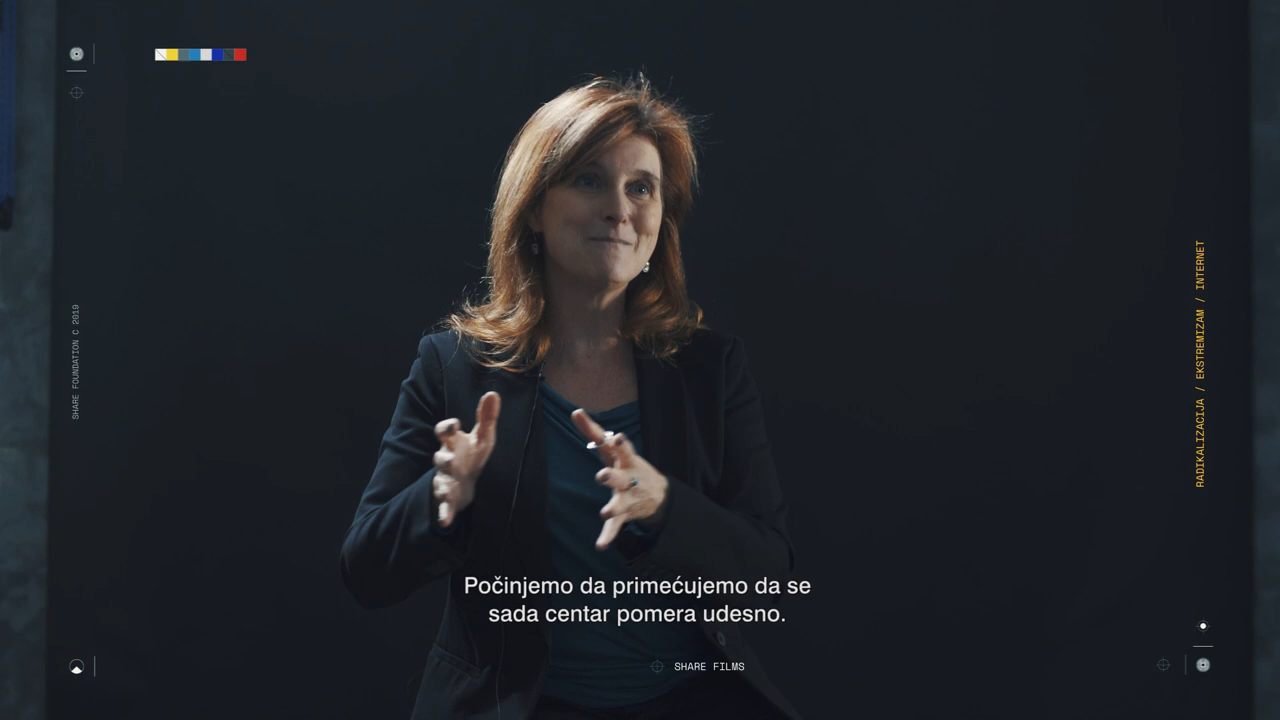 SHARE FOUNDATION C 2019
RADIKALIZACIJA / EKSTREMIZAM / INTERNET
Počinjemo da primećujemo da se
sada centar pomera udesno.
SHARE FILMS